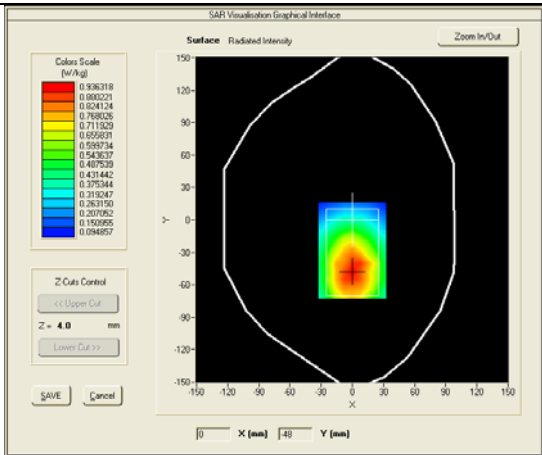 SAR Visualisation Graphical Interface
Surface Radiated Intensity
Zoom In/Out
Colors Scale
(W/kg)
0.936318
0.880221
0.824124
0.768026
0.711929
0.655831
0.599734
0.543637
0.487539
0.431442
0.375344
0.319247
0.263150
0.207052
0.150955
0.094857
150
120
90
60
30
0
-30
-60
-90
-120
-150
Y
-150 -120 -90 -60 -30 0 30 60 90 120 150
X
Z Cuts Control
<< Upper Cut
Z = 4.0 mm
Lower Cut >>
SAVE Cancel
0 X (mm) -48 Y (mm)